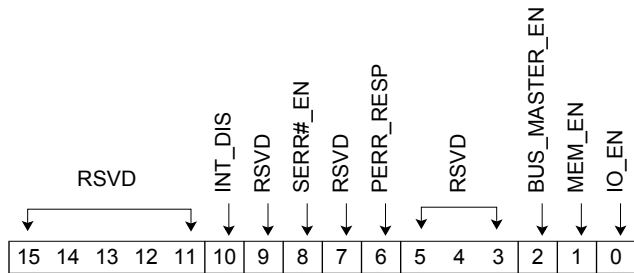 RSVD
INT_DIS
RSVD
SERR#_EN
RSVD
PERR_RESP
RSVD
BUS_MASTER_EN
MEM_EN
IO_EN
15 14 13 12 11 10 9 8 7 6 5 4 3 2 1 0